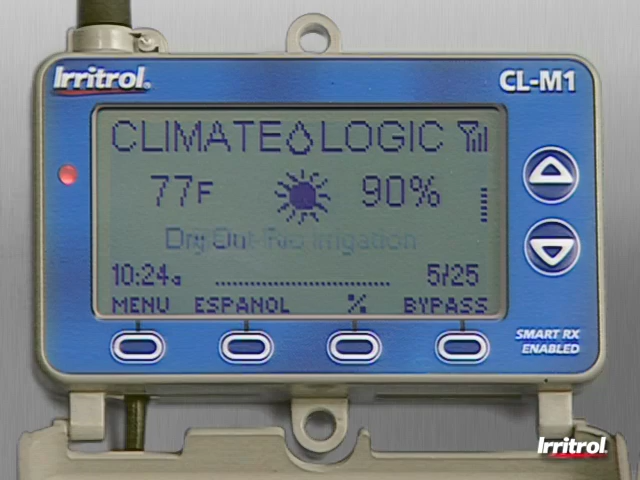 Irritrol.
CL-M1
CLIMATE LOGIC
77F 90%
Dry Out No Irrigation
10:24a 5/25
MENU ESPANOL % BYPASS
SMART RX
ENABLED
Irritrol.